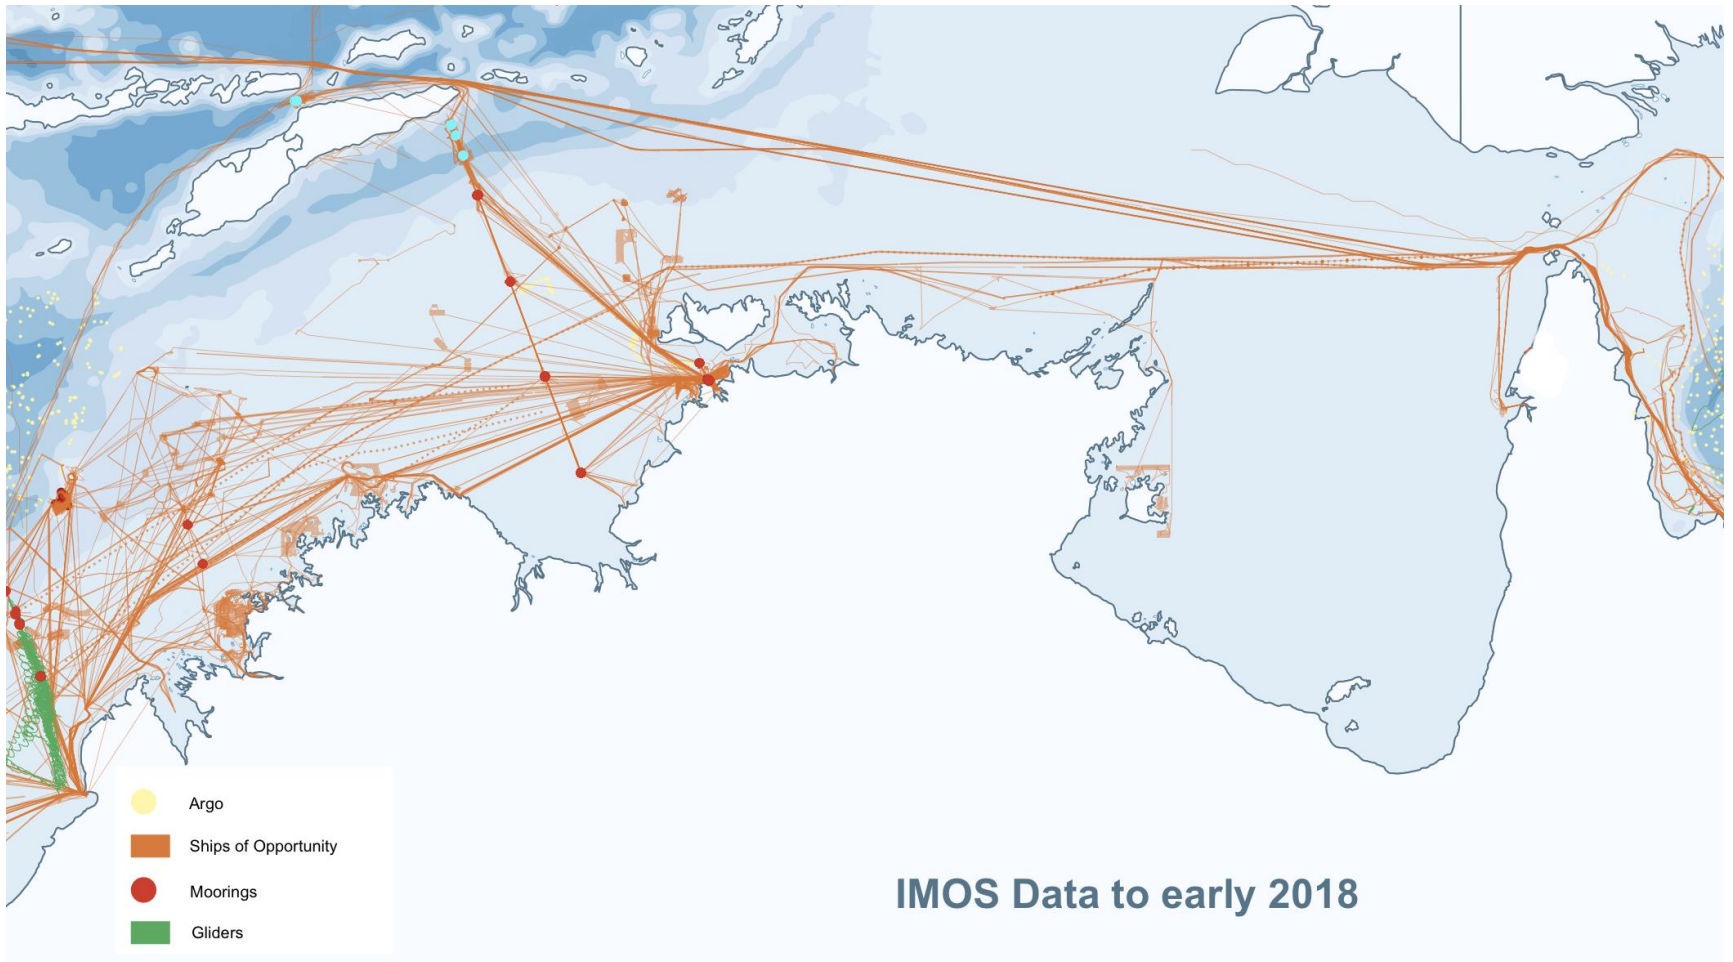 Argo
Ships of Opportunity
Moorings
Gliders
IMOS Data to early 2018